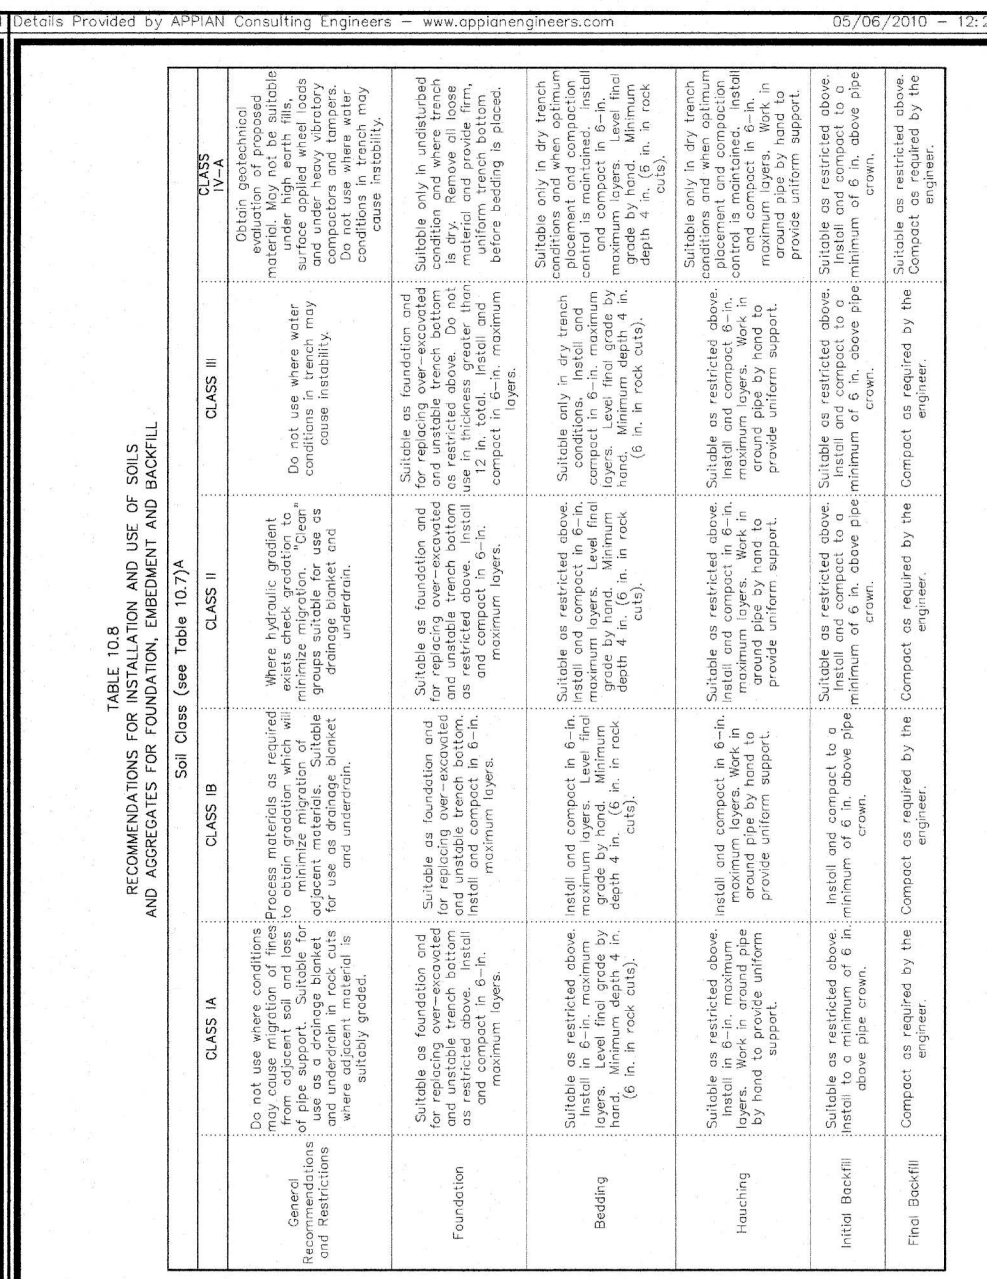 Details Provided by APPIAN Consulting Engineers – www.appianengineers.com
05/06/2010 – 12:2
TABLE 10.8
RECOMMENDATIONS FOR INSTALLATION AND USE OF SOILS
AND AGGREGATES FOR FOUNDATION, EMBEDMENT AND BACKFILL
Soil Class (see Table 10.7)A
CLASS IA
CLASS IB
CLASS II
CLASS III
CLASS
IV–A
General
Recommendations
and Restrictions
Do not use where conditions
may cause migration of fines
from adjacent soil and loss
of pipe support. Suitable for
use as a drainage blanket
and underdrain in rock cuts
where adjacent material is
suitably graded.
Process materials as required
to obtain gradation which will
minimize migration of
adjacent materials. Suitable
for use as drainage blanket
and underdrain.
Where hydraulic gradient
exists check gradation to
minimize migration. "Clean"
groups suitable for use as
drainage blanket and
underdrain.
Do not use where water
conditions in trench may
cause instability.
Obtain geotechnical
evaluation of proposed
material. May not be suitable
under high earth fills,
surface applied wheel loads
and under heavy vibratory
compactors and tampers.
Do not use where water
conditions in trench may
cause instability.
Foundation
Suitable as foundation and
for replacing over–excavated
and unstable trench bottom
as restricted above. Install
and compact in 6–in.
maximum layers.
Suitable as foundation and
for replacing over–excavated
and unstable trench bottom.
Install and compact in 6–in.
maximum layers.
Suitable as foundation and
for replacing over–excavated
and unstable trench bottom
as restricted above. Install
and compact in 6–in.
maximum layers.
Suitable as foundation and
for replacing over–excavated
and unstable trench bottom
as restricted above. Do not
use in thickness greater than
12 in. total. Install and
compact in 6–in. maximum
layers.
Suitable only in undisturbed
condition and where trench
is dry. Remove all loose
material and provide firm,
uniform trench bottom
before bedding is placed.
Bedding
Suitable as restricted above.
Install in 6–in. maximum
layers. Level final grade by
hand. Minimum depth 4 in.
(6 in. in rock cuts).
Install and compact in 6–in.
maximum layers. Level final
grade by hand. Minimum
depth 4 in. (6 in. in rock
cuts).
Suitable as restricted above.
Install and compact in 6–in.
maximum layers. Level final
grade by hand. Minimum
depth 4 in. (6 in. in rock
cuts).
Suitable only in dry trench
conditions. Install and
compact in 6–in. maximum
layers. Level final grade by
hand. Minimum depth 4 in.
(6 in. in rock cuts).
Suitable only in dry trench
conditions and when optimum
placement and compaction
control is maintained. Install
and compact in 6–in.
maximum layers. Level final
grade by hand. Minimum
depth 4 in. (6 in. in rock
cuts).
Hauching
Suitable as restricted above.
Install in 6–in. maximum
layers. Work in around pipe
by hand to provide uniform
support.
Install and compact in 6–in.
maximum layers. Work in
around pipe by hand to
provide uniform support.
Suitable as restricted above.
Install and compact in 6–in.
maximum layers. Work in
around pipe by hand to
provide uniform support.
Suitable as restricted above.
Install and compact 6–in.
maximum layers. Work in
around pipe by hand to
provide uniform support.
Suitable only in dry trench
conditions and when optimum
placement and compaction
control is maintained. Install
and compact in 6–in.
maximum layers. Work in
around pipe by hand to
provide uniform support.
Initial Backfill
Suitable as restricted above.
Install to a minimum of 6 in.
above pipe crown.
Install and compact to a
minimum of 6 in. above pipe
crown.
Suitable as restricted above.
Install and compact to a
minimum of 6 in. above pipe
crown.
Suitable as restricted above.
Install and compact to a
minimum of 6 in. above pipe
crown.
Suitable as restricted above.
Install and compact to a
minimum of 6 in. above pipe
crown.
Final Backfill
Compact as required by the
engineer.
Compact as required by the
engineer.
Compact as required by the
engineer.
Compact as required by the
engineer.
Suitable as restricted above.
Compact as required by the
engineer.